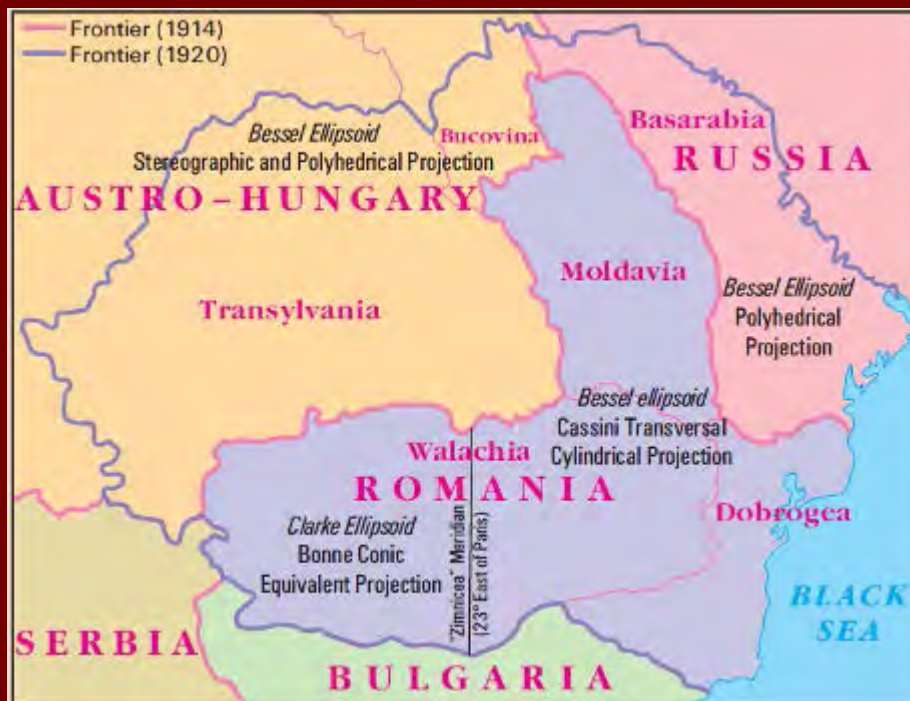 Frontier (1914)
Frontier (1920)
Bessel Ellipsoid
Stereographic and Polyhedrical Projection
Bucovina
Basarabia
RUSSIA
AUSTRO-HUNGARY
Transylvania
Moldavia
Bessel Ellipsoid
Polyhedrical
Projection
Bessel ellipsoid
Cassini Transversal
Cylindrical Projection
Walachia
ROMANIA
Dobrogea
Clarke Ellipsoid
Bonne Conic
Equivalent Projection
"Zimnicea" Meridian
(23° East of Paris)
BLACK
SEA
SERBIA
BULGARIA